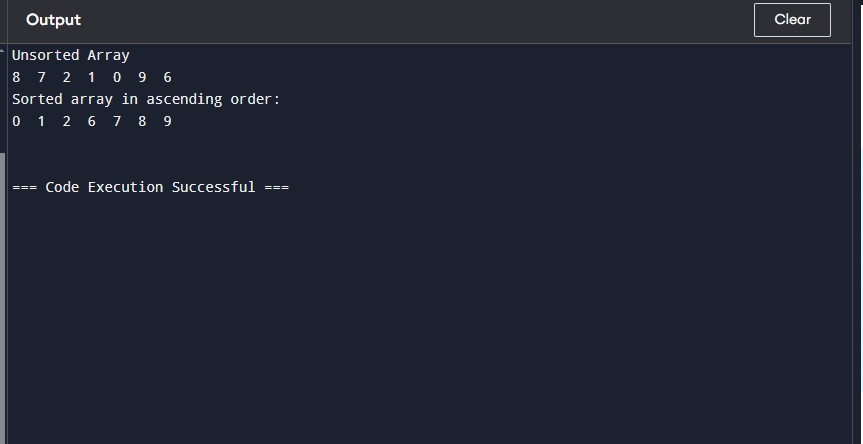 Output
Clear
Unsorted Array
8  7  2  1  0  9  6
Sorted array in ascending order:
0  1  2  6  7  8  9
=== Code Execution Successful ===